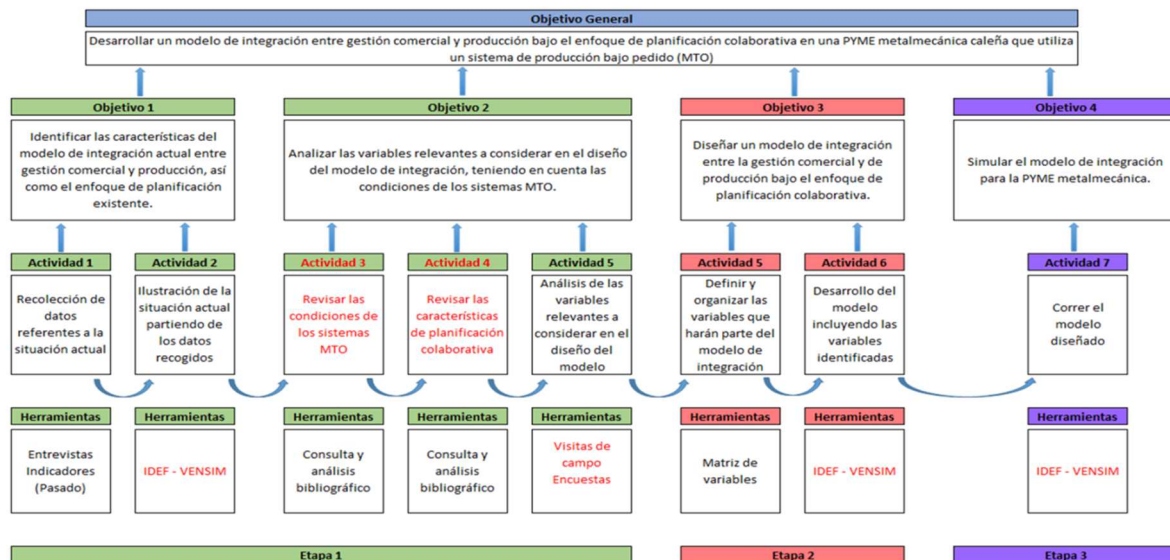 Objetivo General
Desarrollar un modelo de integración entre gestión comercial y producción bajo el enfoque de planificación colaborativa en una PYME metalmecánica caleña que utiliza
un sistema de producción bajo pedido (MTO)
Objetivo 1
Identificar las características del
modelo de integración actual entre
gestión comercial y producción, así
como el enfoque de planificación
existente.
Objetivo 2
Analizar las variables relevantes a considerar en el diseño
del modelo de integración, teniendo en cuenta las
condiciones de los sistemas MTO.
Objetivo 3
Diseñar un modelo de integración
entre la gestión comercial y de
producción bajo el enfoque de
planificación colaborativa.
Objetivo 4
Simular el modelo de integración
para la PYME metalmecánica.
Actividad 1
Recolección de
datos
referentes a la
situación actual
Actividad 2
Ilustración de la
situación actual
partiendo de
los datos
recogidos
Actividad 3
Revisar las
condiciones de
los sistemas
MTO
Actividad 4
Revisar las
características
de planificación
colaborativa
Actividad 5
Análisis de las
variables
relevantes a
considerar en el
diseño del
modelo
Actividad 5
Definir y
organizar las
variables que
harán parte del
modelo de
integración
Actividad 6
Desarrollo del
modelo
incluyendo las
variables
identificadas
Actividad 7
Correr el
modelo
diseñado
Herramientas
Entrevistas
Indicadores
(Pasado)
Herramientas
IDEF - VENSIM
Herramientas
Consulta y
análisis
bibliográfico
Herramientas
Consulta y
análisis
bibliográfico
Herramientas
Visitas de
campo
Encuestas
Herramientas
Matriz de
variables
Herramientas
IDEF - VENSIM
Herramientas
IDEF - VENSIM
Etapa 1
Etapa 2
Etapa 3